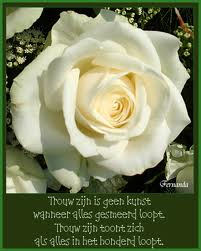 Fernanda
Trouw zijn is geen kunst
wanneer alles gesmeerd loopt.
Trouw zijn toont zich
als alles in het honderd loopt.